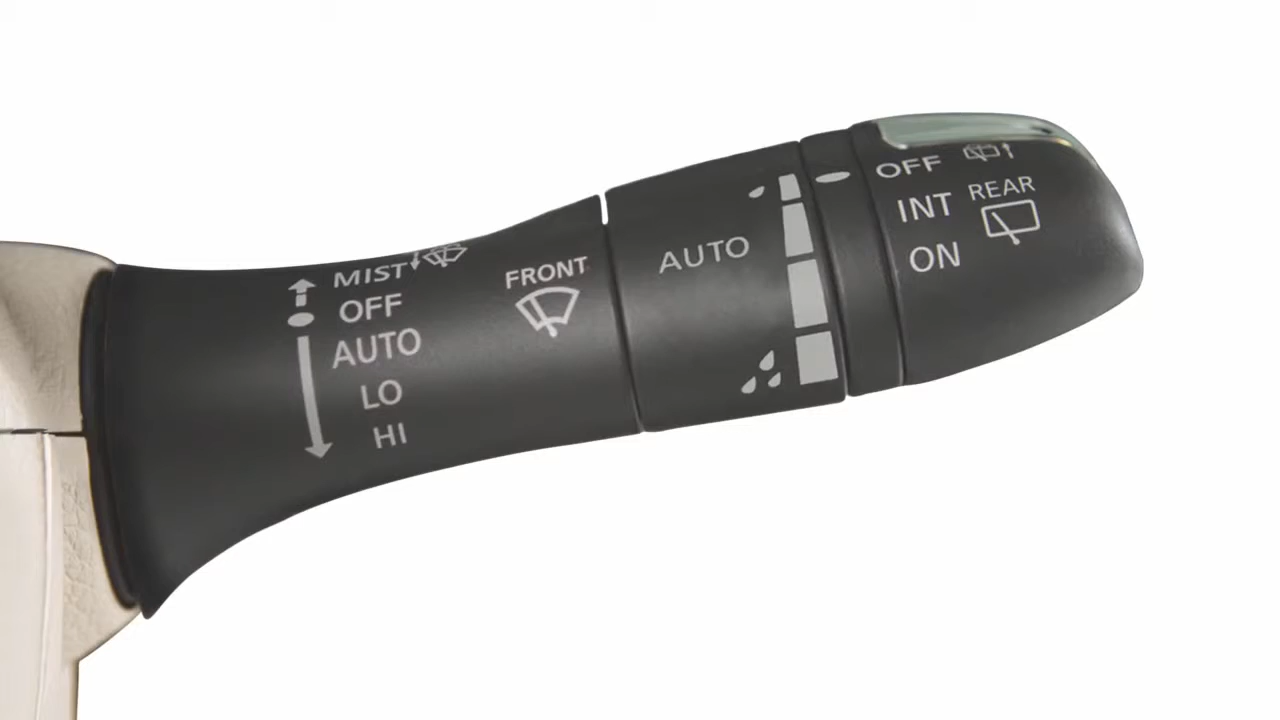 MIST
OFF
AUTO
LO
HI
FRONT
AUTO
OFF
INT
ON
REAR